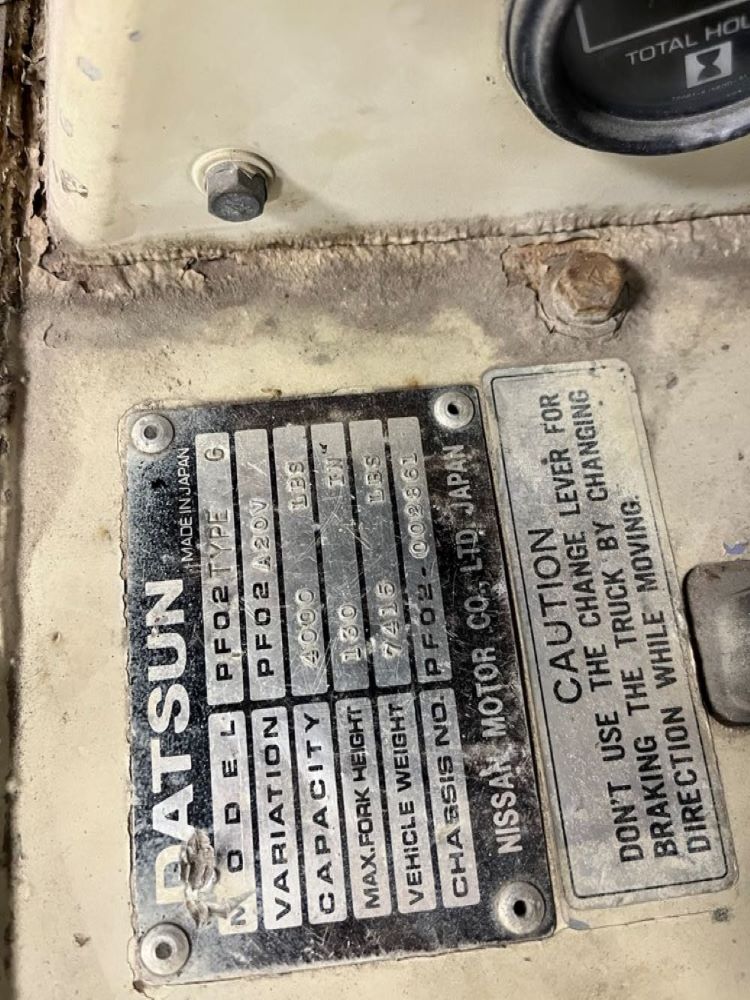 TOTAL HOU
DATSUN MADE IN JAPAN
MODEL PF02 TYPE G
VARIATION PF02 A20V
CAPACITY 4000 LBS
MAX.FORK HEIGHT 130 IN
VEHICLE WEIGHT 7415 LBS
CHASSIS NO. PF02-002861
NISSAN MOTOR CO., LTD. JAPAN
CAUTION
DON'T USE THE CHANGE LEVER FOR
BRAKING THE TRUCK BY CHANGING
DIRECTION WHILE MOVING.